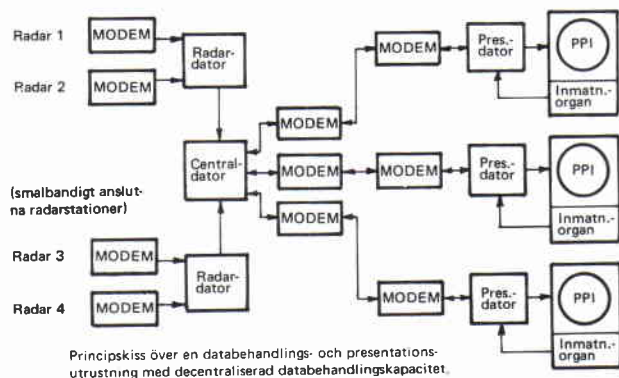 Radar 1
MODEM
Radar-
dator
Radar 2
MODEM
MODEM
Pres.-
dator
PPI
Inmatn.-
organ
MODEM
Central-
dator
MODEM
MODEM
Pres.-
dator
PPI
Inmatn.-
organ
(smalbandigt anslut-
na radarstationer)
MODEM
Radar 3
MODEM
Radar-
dator
Radar 4
MODEM
MODEM
Pres.-
dator
PPI
Inmatn.-
organ
Principskiss över en databehandlings- och presentations-
utrustning med decentraliserad databehandlingskapacitet.